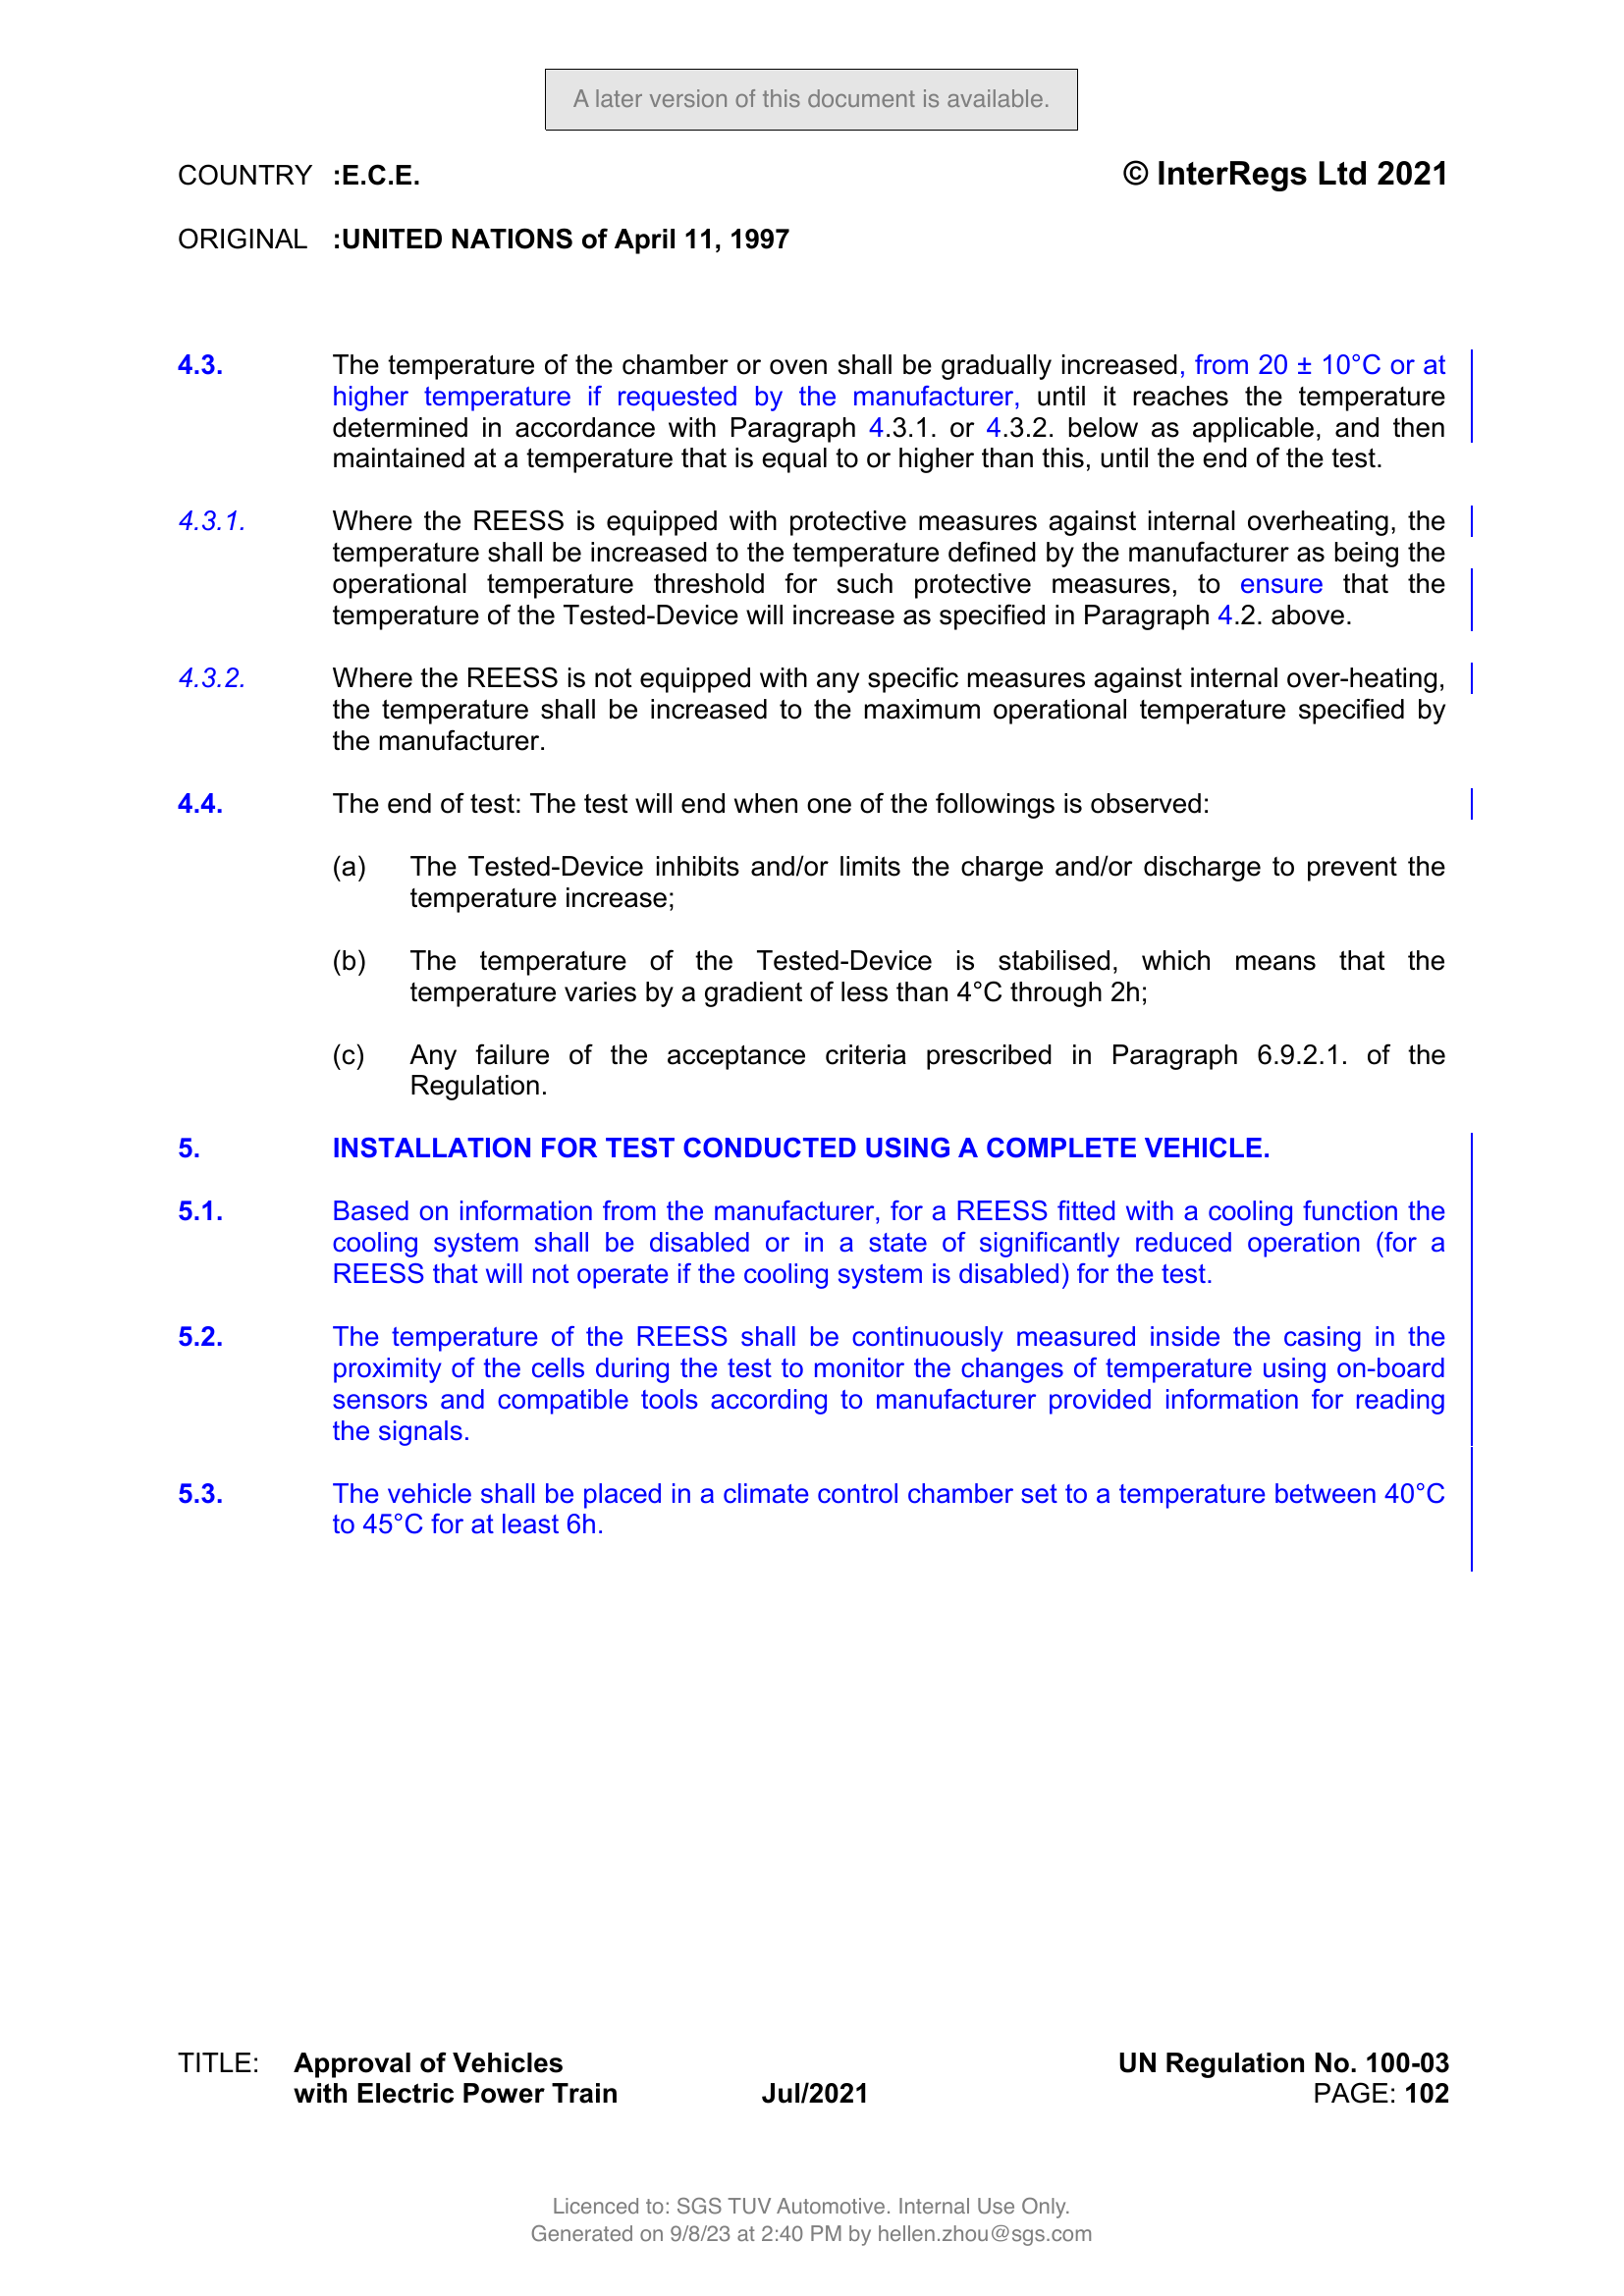 A later version of this document is available.
COUNTRY :E.C.E. © InterRegs Ltd 2021
ORIGINAL :UNITED NATIONS of April 11, 1997
4.3. The temperature of the chamber or oven shall be gradually increased, from 20 ± 10°C or at
higher temperature if requested by the manufacturer, until it reaches the temperature
determined in accordance with Paragraph 4.3.1. or 4.3.2. below as applicable, and then
maintained at a temperature that is equal to or higher than this, until the end of the test.
4.3.1. Where the REESS is equipped with protective measures against internal overheating, the
temperature shall be increased to the temperature defined by the manufacturer as being the
operational temperature threshold for such protective measures, to ensure that the
temperature of the Tested-Device will increase as specified in Paragraph 4.2. above.
4.3.2. Where the REESS is not equipped with any specific measures against internal over-heating,
the temperature shall be increased to the maximum operational temperature specified by
the manufacturer.
4.4. The end of test: The test will end when one of the followings is observed:
(a) The Tested-Device inhibits and/or limits the charge and/or discharge to prevent the
temperature increase;
(b) The temperature of the Tested-Device is stabilised, which means that the
temperature varies by a gradient of less than 4°C through 2h;
(c) Any failure of the acceptance criteria prescribed in Paragraph 6.9.2.1. of the
Regulation.
5. INSTALLATION FOR TEST CONDUCTED USING A COMPLETE VEHICLE.
5.1. Based on information from the manufacturer, for a REESS fitted with a cooling function the
cooling system shall be disabled or in a state of significantly reduced operation (for a
REESS that will not operate if the cooling system is disabled) for the test.
5.2. The temperature of the REESS shall be continuously measured inside the casing in the
proximity of the cells during the test to monitor the changes of temperature using on-board
sensors and compatible tools according to manufacturer provided information for reading
the signals.
5.3. The vehicle shall be placed in a climate control chamber set to a temperature between 40°C
to 45°C for at least 6h.
TITLE: Approval of Vehicles UN Regulation No. 100-03
with Electric Power Train Jul/2021 PAGE: 102
Licenced to: SGS TUV Automotive. Internal Use Only.
Generated on 9/8/23 at 2:40 PM by hellen.zhou@sgs.com